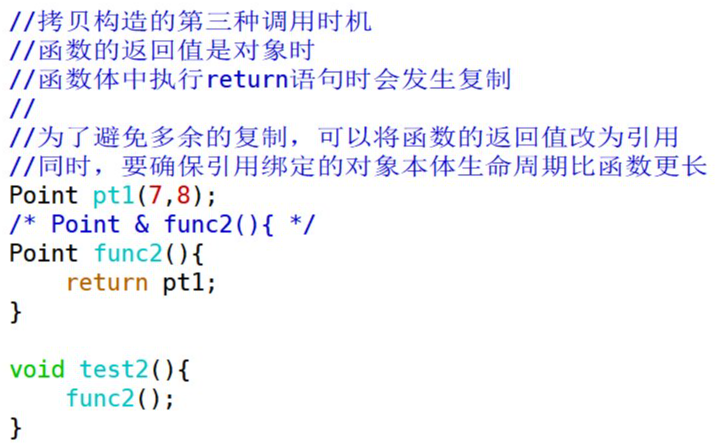 //拷贝构造的第三种调用时机
//函数的返回值是对象时
//函数体中执行return语句时会发生复制
//
//为了避免多余的复制，可以将函数的返回值改为引用
//同时，要确保引用绑定的对象本体生命周期比函数更长
Point pt1(7,8);
/* Point & func2(){ */
Point func2(){
    return pt1;
}

void test2(){
    func2();
}